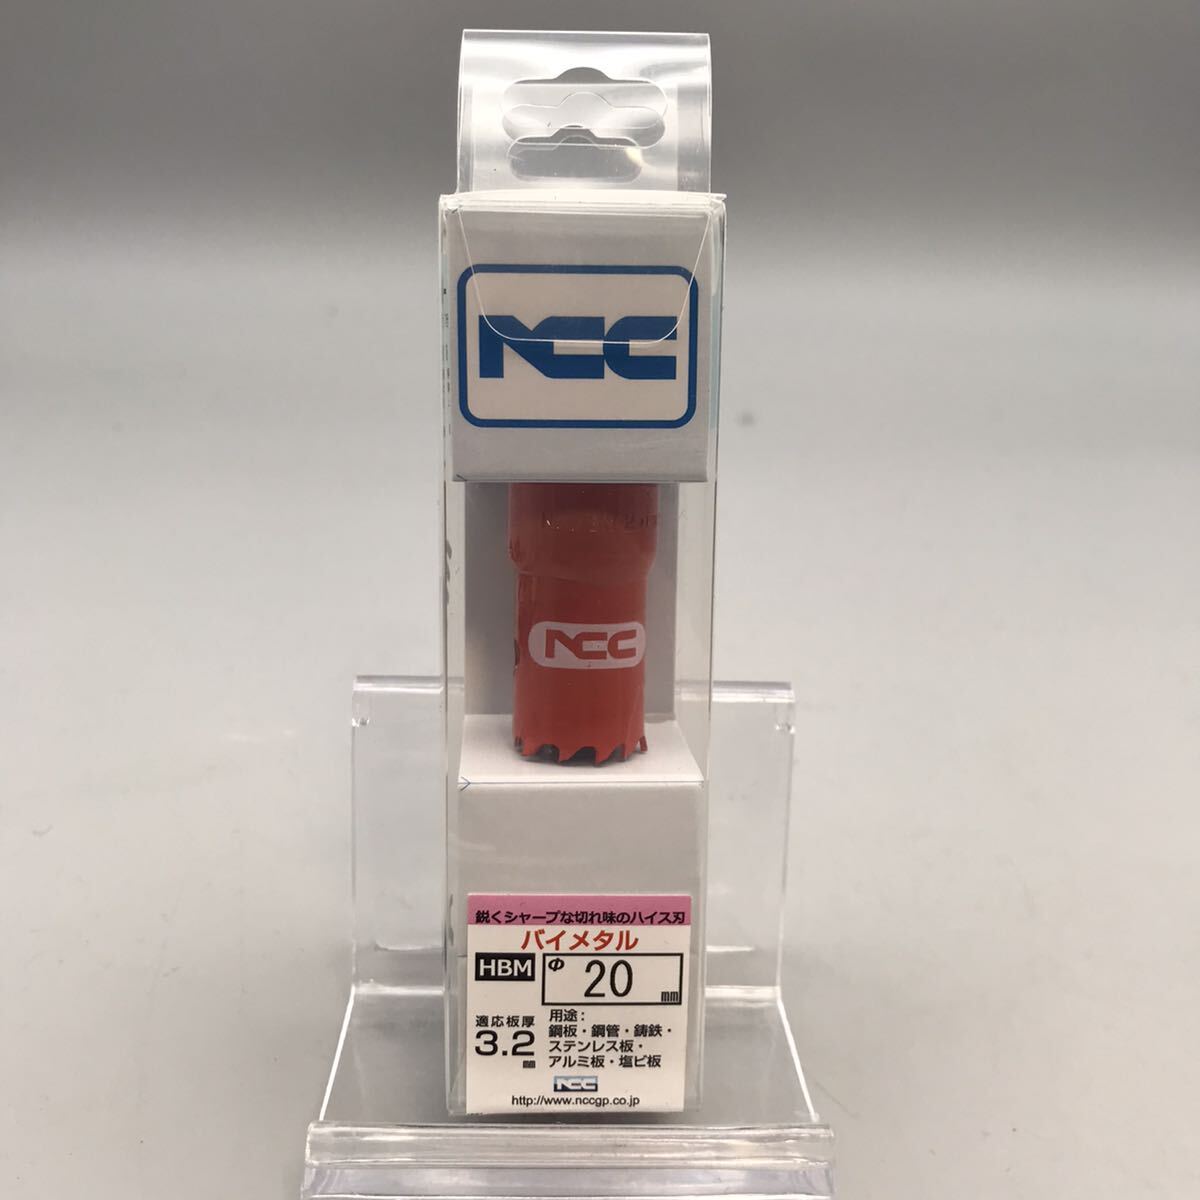 NCC
NCC
鋭くシャープな切れ味のハイス刃
バイメタル
HBM
Φ 20 mm
適応板厚
3.2 mm
用途：
鋼板・鋼管・鋳鉄・
ステンレス板・
アルミ板・塩ビ板
NCC
http://www.nccgp.co.jp